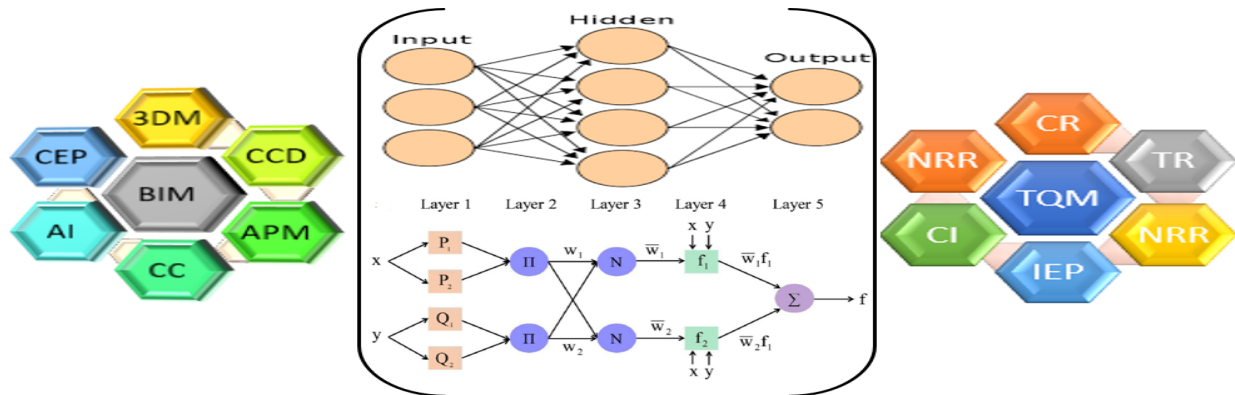 3DM
CEP
CCD
BIM
AI
APM
CC
Input
Hidden
Output
Layer 1
Layer 2
Layer 3
Layer 4
Layer 5
x
y
P₁
P₂
Q₁
Q₂
Π
Π
w₁
w₂
N
N
w̅₁
w̅₂
x y
f₁
f₂
x y
w̅₁f₁
w̅₂f₁
Σ
f
CR
NRR
TR
TQM
CI
NRR
IEP